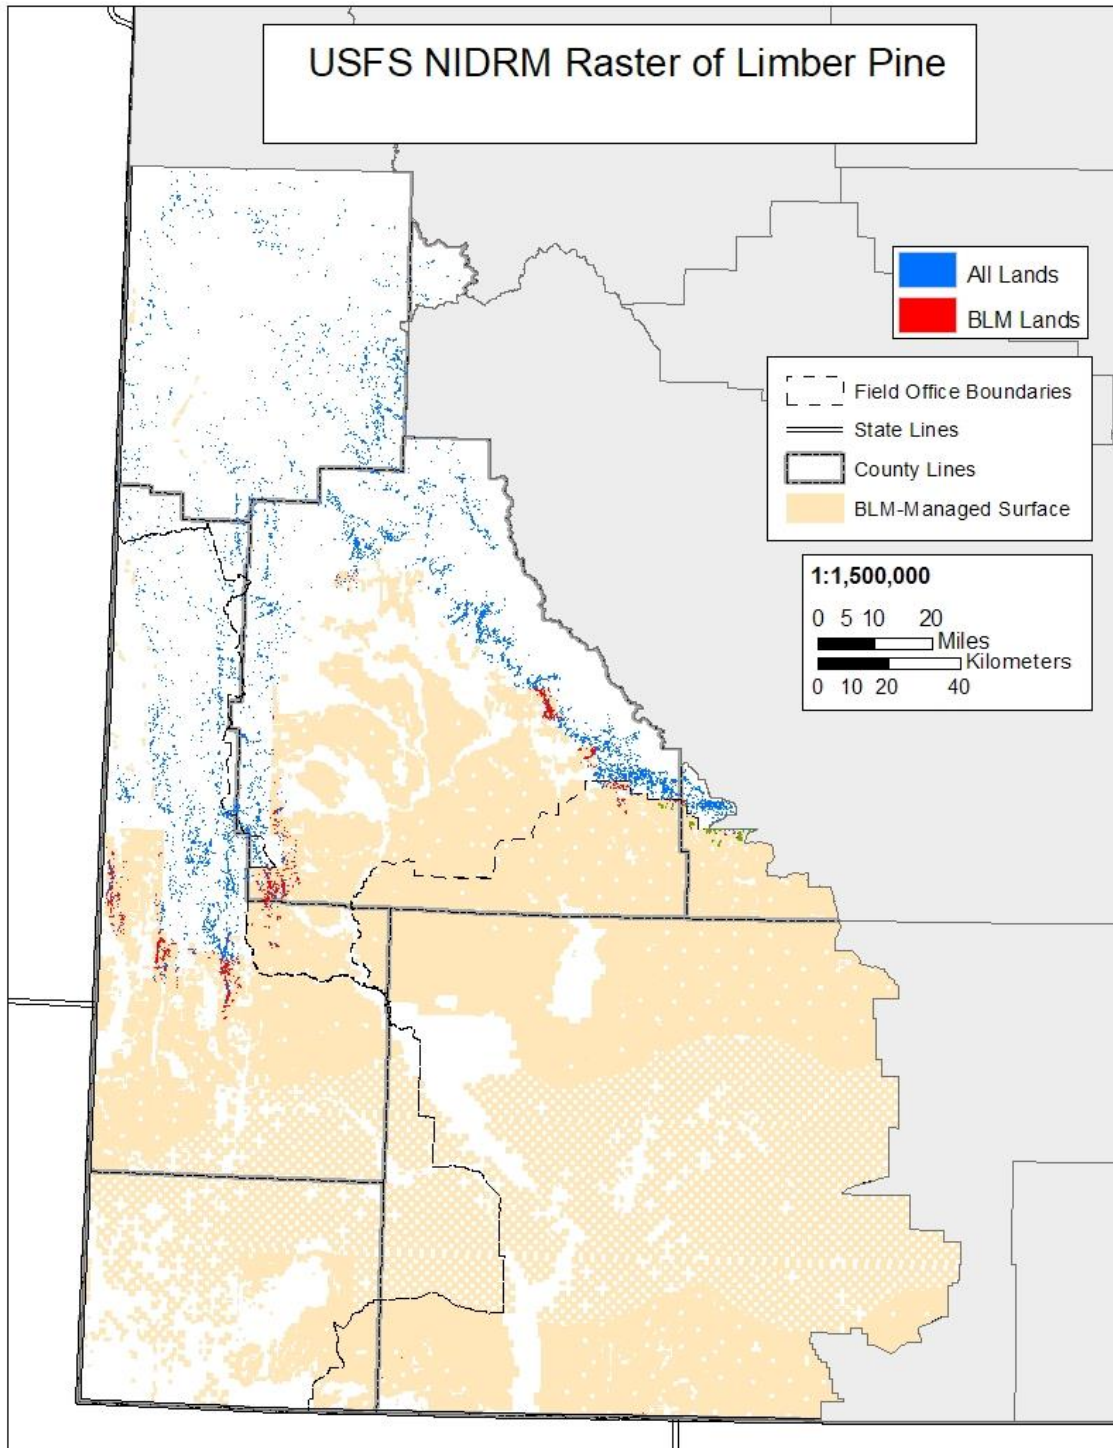 USFS NIDRM Raster of Limber Pine
All Lands
BLM Lands
Field Office Boundaries
State Lines
County Lines
BLM-Managed Surface
1:1,500,000
0 5 10 20
Miles
Kilometers
0 10 20 40